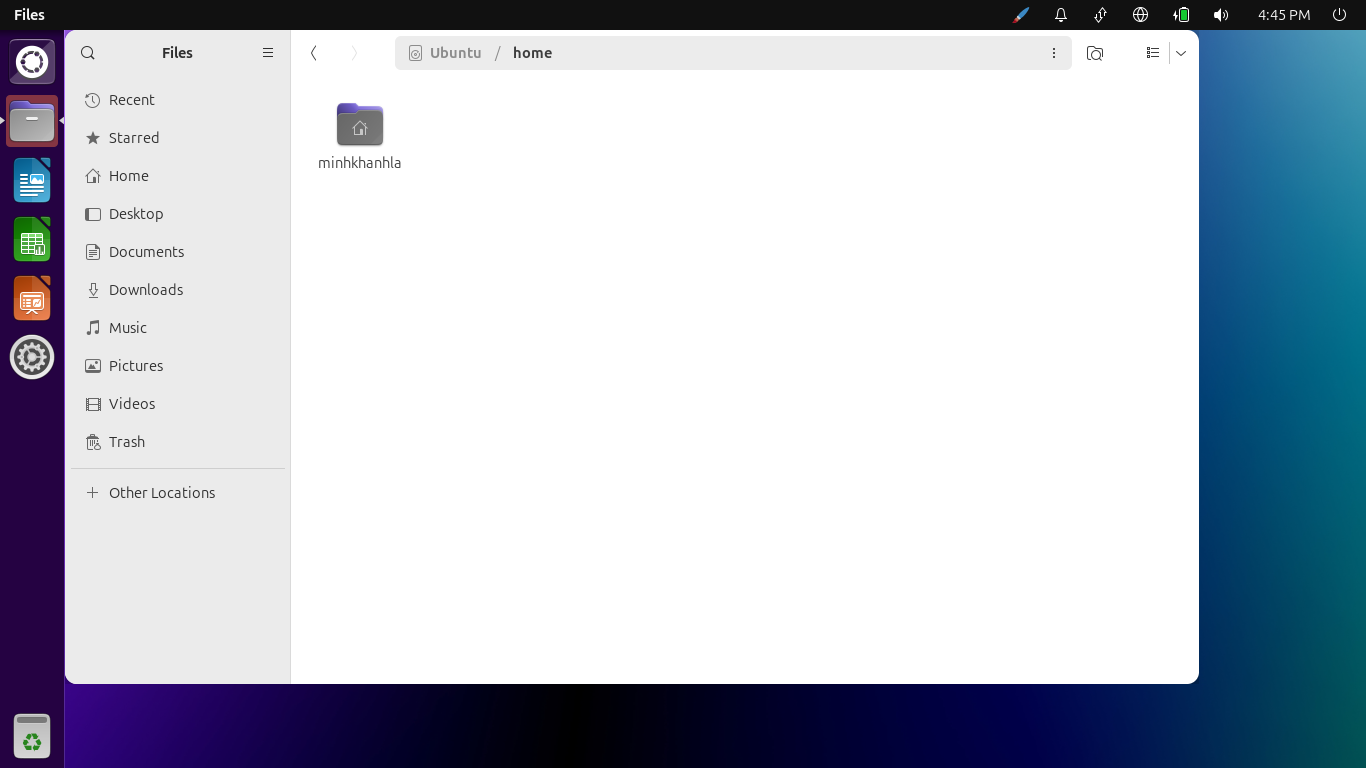 Files
4:45 PM
Files
Ubuntu / home
Recent
Starred
Home
Desktop
Documents
Downloads
Music
Pictures
Videos
Trash
Other Locations
minhkhanhla